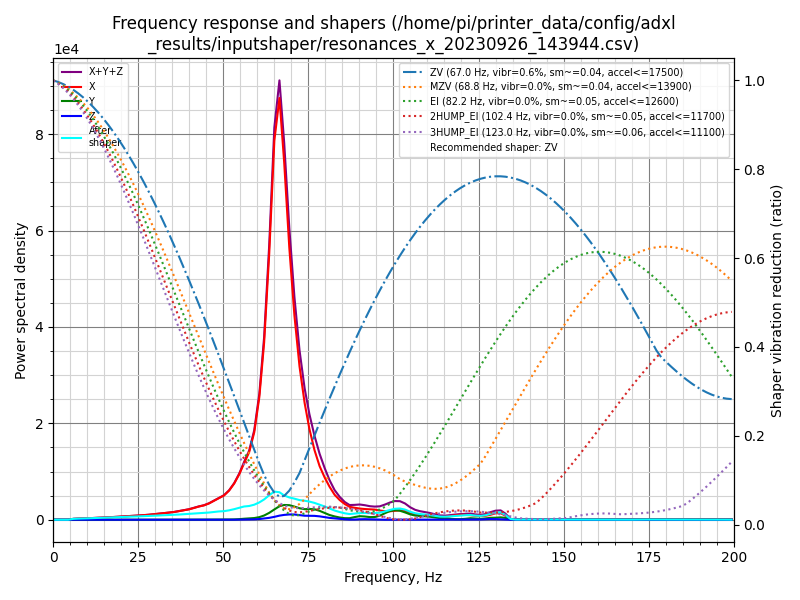 Frequency response and shapers (/home/pi/printer_data/config/adxl
_results/inputshaper/resonances_x_20230926_143944.csv)
1e4
X+Y+Z
X
Y
Z
After
shaper
ZV (67.0 Hz, vibr=0.6%, sm~=0.04, accel<=17500)
MZV (68.8 Hz, vibr=0.0%, sm~=0.04, accel<=13900)
EI (82.2 Hz, vibr=0.0%, sm~=0.05, accel<=12600)
2HUMP_EI (102.4 Hz, vibr=0.0%, sm~=0.05, accel<=11700)
3HUMP_EI (123.0 Hz, vibr=0.0%, sm~=0.06, accel<=11100)
Recommended shaper: ZV
8
6
4
2
0
Power spectral density
1.0
0.8
0.6
0.4
0.2
0.0
Shaper vibration reduction (ratio)
0 25 50 75 100 125 150 175 200
Frequency, Hz